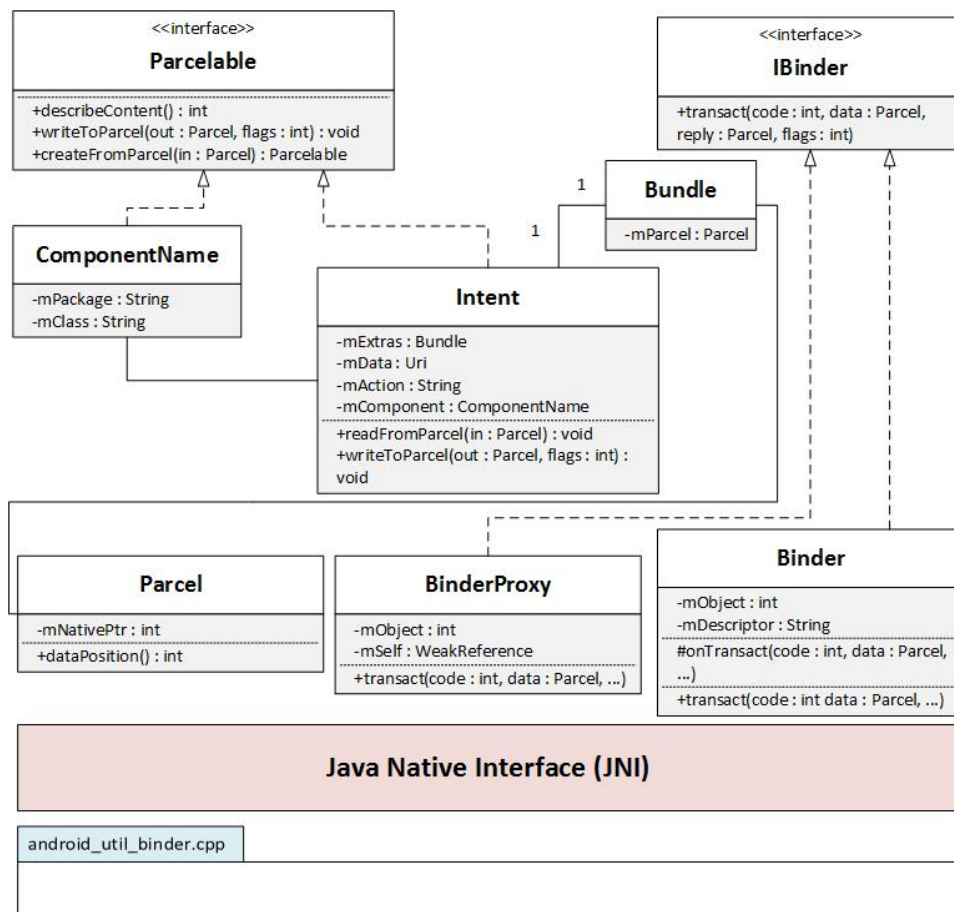 <<interface>>
Parcelable
+describeContent() : int
+writeToParcel(out : Parcel, flags : int) : void
+createFromParcel(in : Parcel) : Parcelable
<<interface>>
IBinder
+transact(code : int, data : Parcel,
reply : Parcel, flags : int)
1
Bundle
-mParcel : Parcel
1
ComponentName
-mPackage : String
-mClass : String
Intent
-mExtras : Bundle
-mData : Uri
-mAction : String
-mComponent : ComponentName
+readFromParcel(in : Parcel) : void
+writeToParcel(out : Parcel, flags : int) :
void
Parcel
-mNativePtr : int
+dataPosition() : int
BinderProxy
-mObject : int
-mSelf : WeakReference
+transact(code : int, data : Parcel, ...)
Binder
-mObject : int
-mDescriptor : String
#onTransact(code : int, data : Parcel,
...)
+transact(code : int data : Parcel, ...)
Java Native Interface (JNI)
android_util_binder.cpp